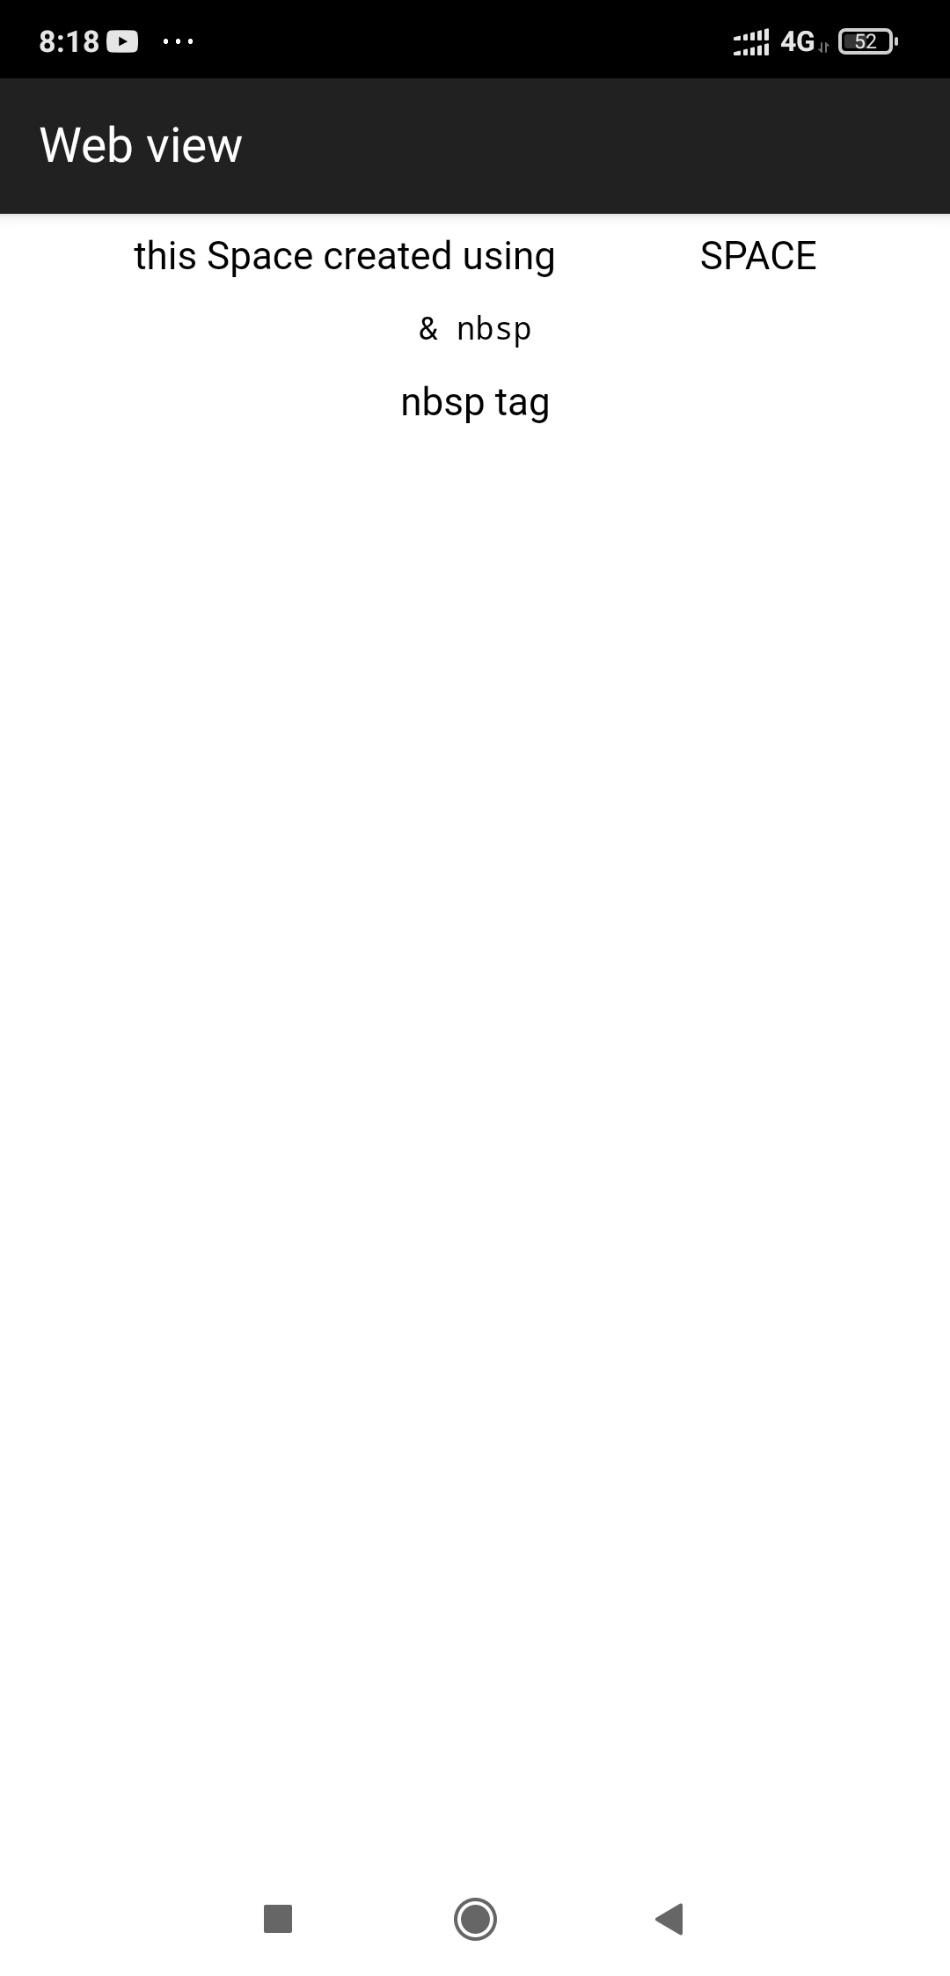 8:18 ... 4G 52
Web view
this Space created using SPACE
& nbsp
nbsp tag